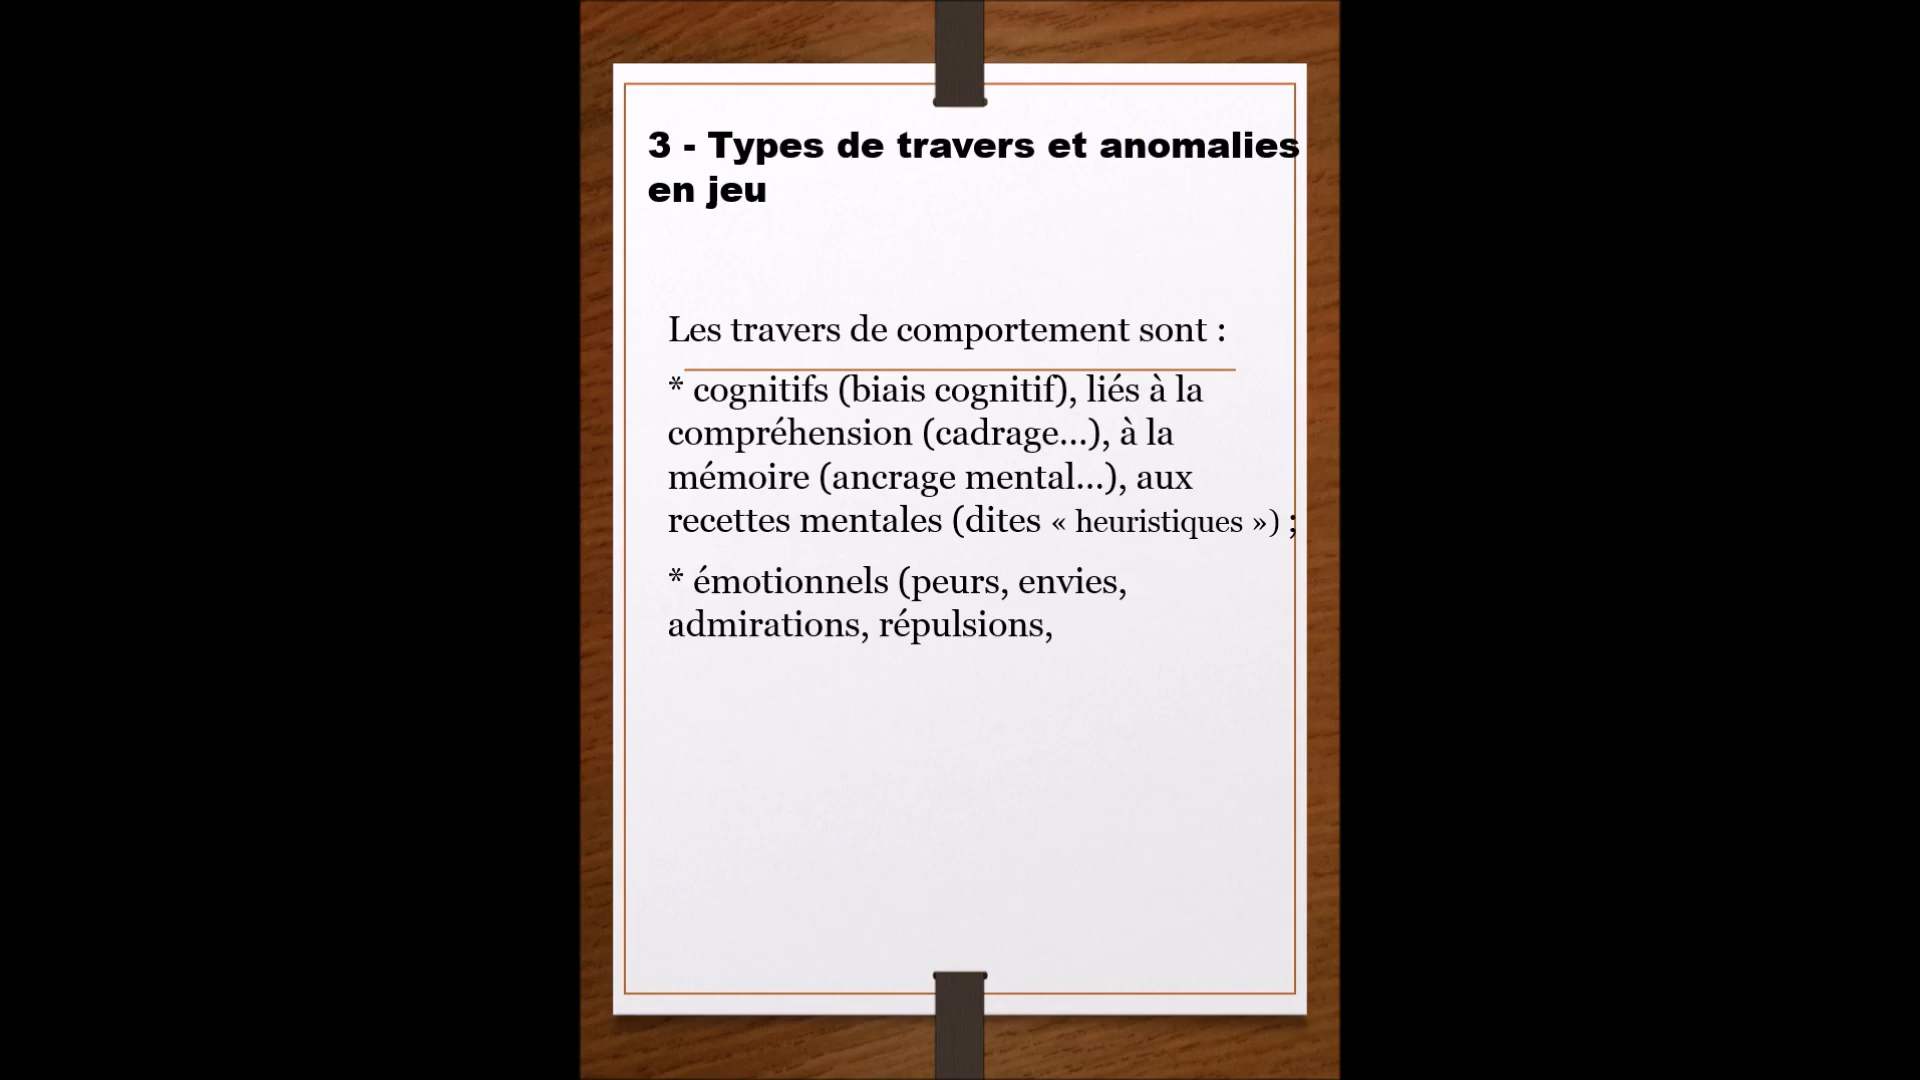 3 - Types de travers et anomalies
en jeu
Les travers de comportement sont :
* cognitifs (biais cognitif), liés à la
compréhension (cadrage…), à la
mémoire (ancrage mental…), aux
recettes mentales (dites « heuristiques ») ;
* émotionnels (peurs, envies,
admirations, répulsions,